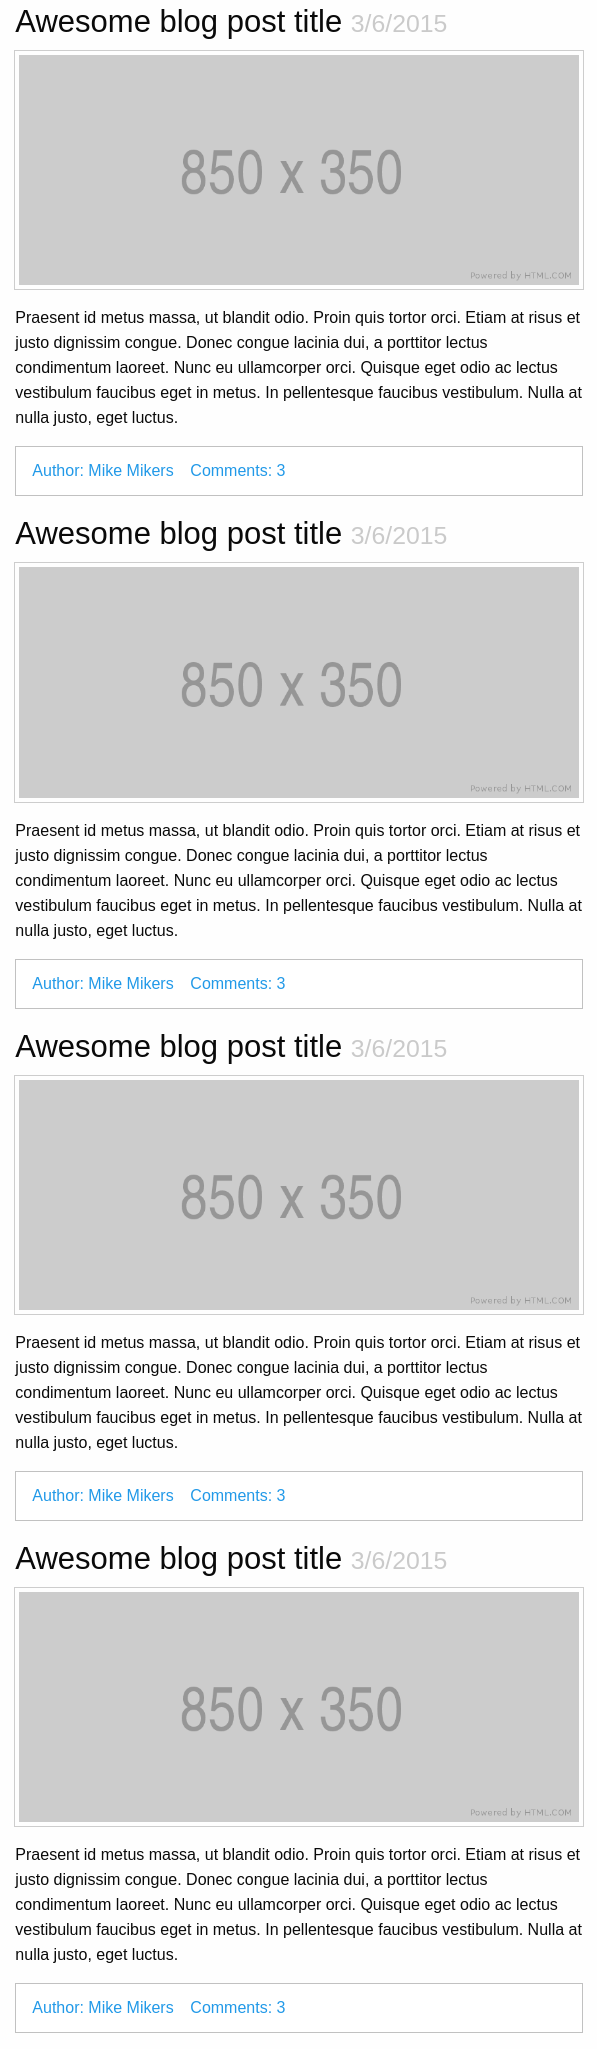 Awesome blog post title 3/6/2015
850 x 350
Powered by HTML.COM
Praesent id metus massa, ut blandit odio. Proin quis tortor orci. Etiam at risus et
justo dignissim congue. Donec congue lacinia dui, a porttitor lectus
condimentum laoreet. Nunc eu ullamcorper orci. Quisque eget odio ac lectus
vestibulum faucibus eget in metus. In pellentesque faucibus vestibulum. Nulla at
nulla justo, eget luctus.
Author: Mike Mikers Comments: 3
Awesome blog post title 3/6/2015
850 x 350
Powered by HTML.COM
Praesent id metus massa, ut blandit odio. Proin quis tortor orci. Etiam at risus et
justo dignissim congue. Donec congue lacinia dui, a porttitor lectus
condimentum laoreet. Nunc eu ullamcorper orci. Quisque eget odio ac lectus
vestibulum faucibus eget in metus. In pellentesque faucibus vestibulum. Nulla at
nulla justo, eget luctus.
Author: Mike Mikers Comments: 3
Awesome blog post title 3/6/2015
850 x 350
Powered by HTML.COM
Praesent id metus massa, ut blandit odio. Proin quis tortor orci. Etiam at risus et
justo dignissim congue. Donec congue lacinia dui, a porttitor lectus
condimentum laoreet. Nunc eu ullamcorper orci. Quisque eget odio ac lectus
vestibulum faucibus eget in metus. In pellentesque faucibus vestibulum. Nulla at
nulla justo, eget luctus.
Author: Mike Mikers Comments: 3
Awesome blog post title 3/6/2015
850 x 350
Powered by HTML.COM
Praesent id metus massa, ut blandit odio. Proin quis tortor orci. Etiam at risus et
justo dignissim congue. Donec congue lacinia dui, a porttitor lectus
condimentum laoreet. Nunc eu ullamcorper orci. Quisque eget odio ac lectus
vestibulum faucibus eget in metus. In pellentesque faucibus vestibulum. Nulla at
nulla justo, eget luctus.
Author: Mike Mikers Comments: 3